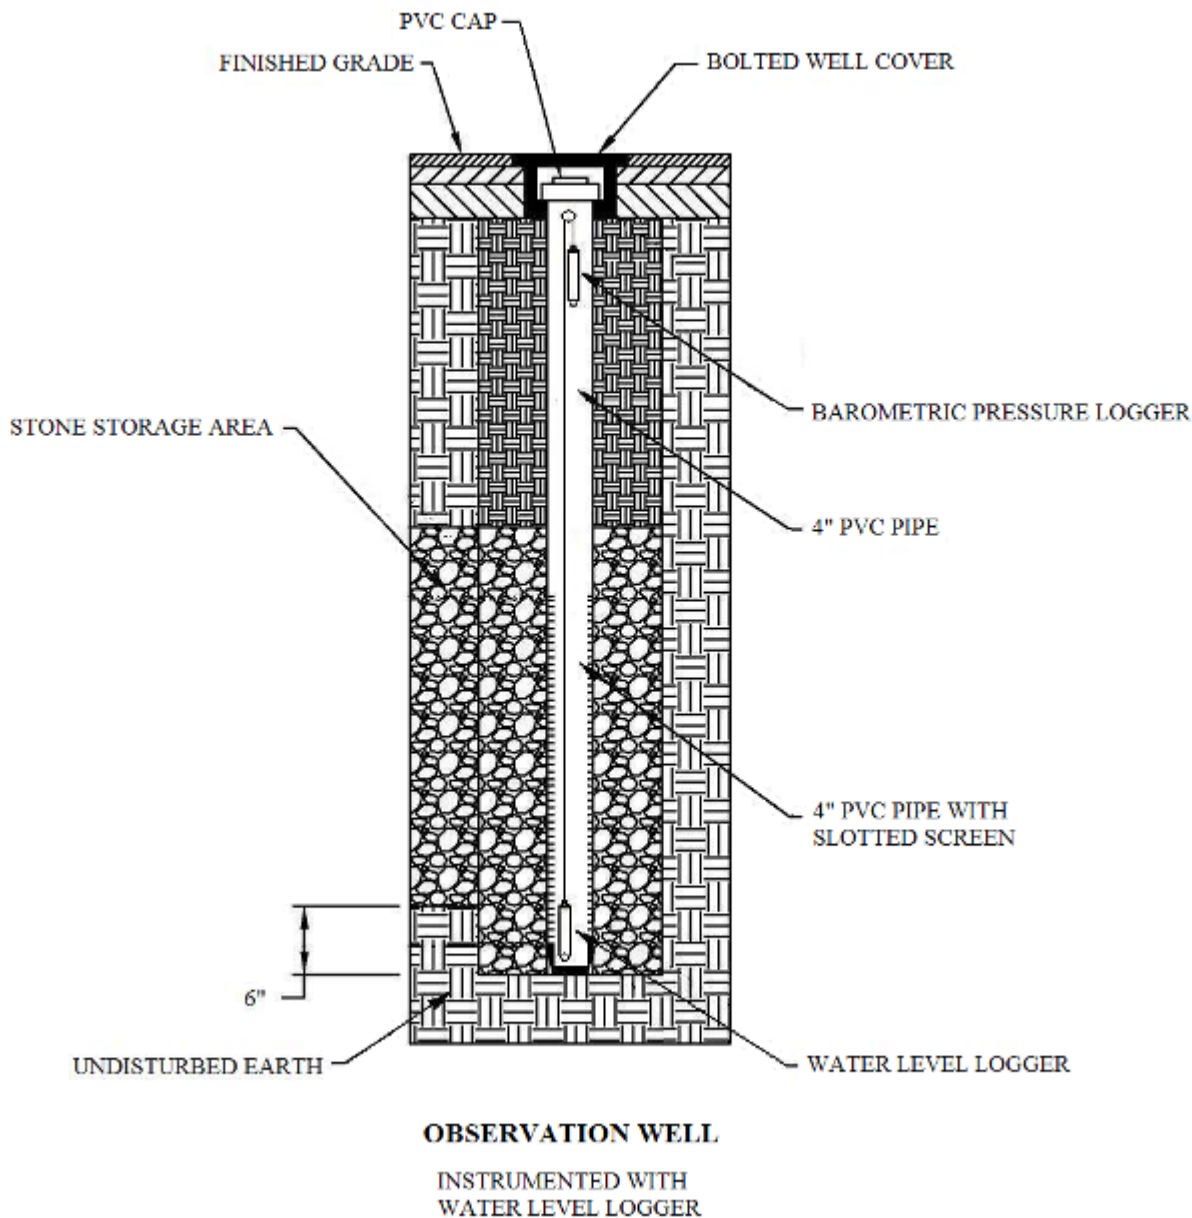 PVC CAP
FINISHED GRADE
BOLTED WELL COVER
BAROMETRIC PRESSURE LOGGER
STONE STORAGE AREA
4" PVC PIPE
4" PVC PIPE WITH
SLOTTED SCREEN
6"
UNDISTURBED EARTH
WATER LEVEL LOGGER
OBSERVATION WELL
INSTRUMENTED WITH
WATER LEVEL LOGGER